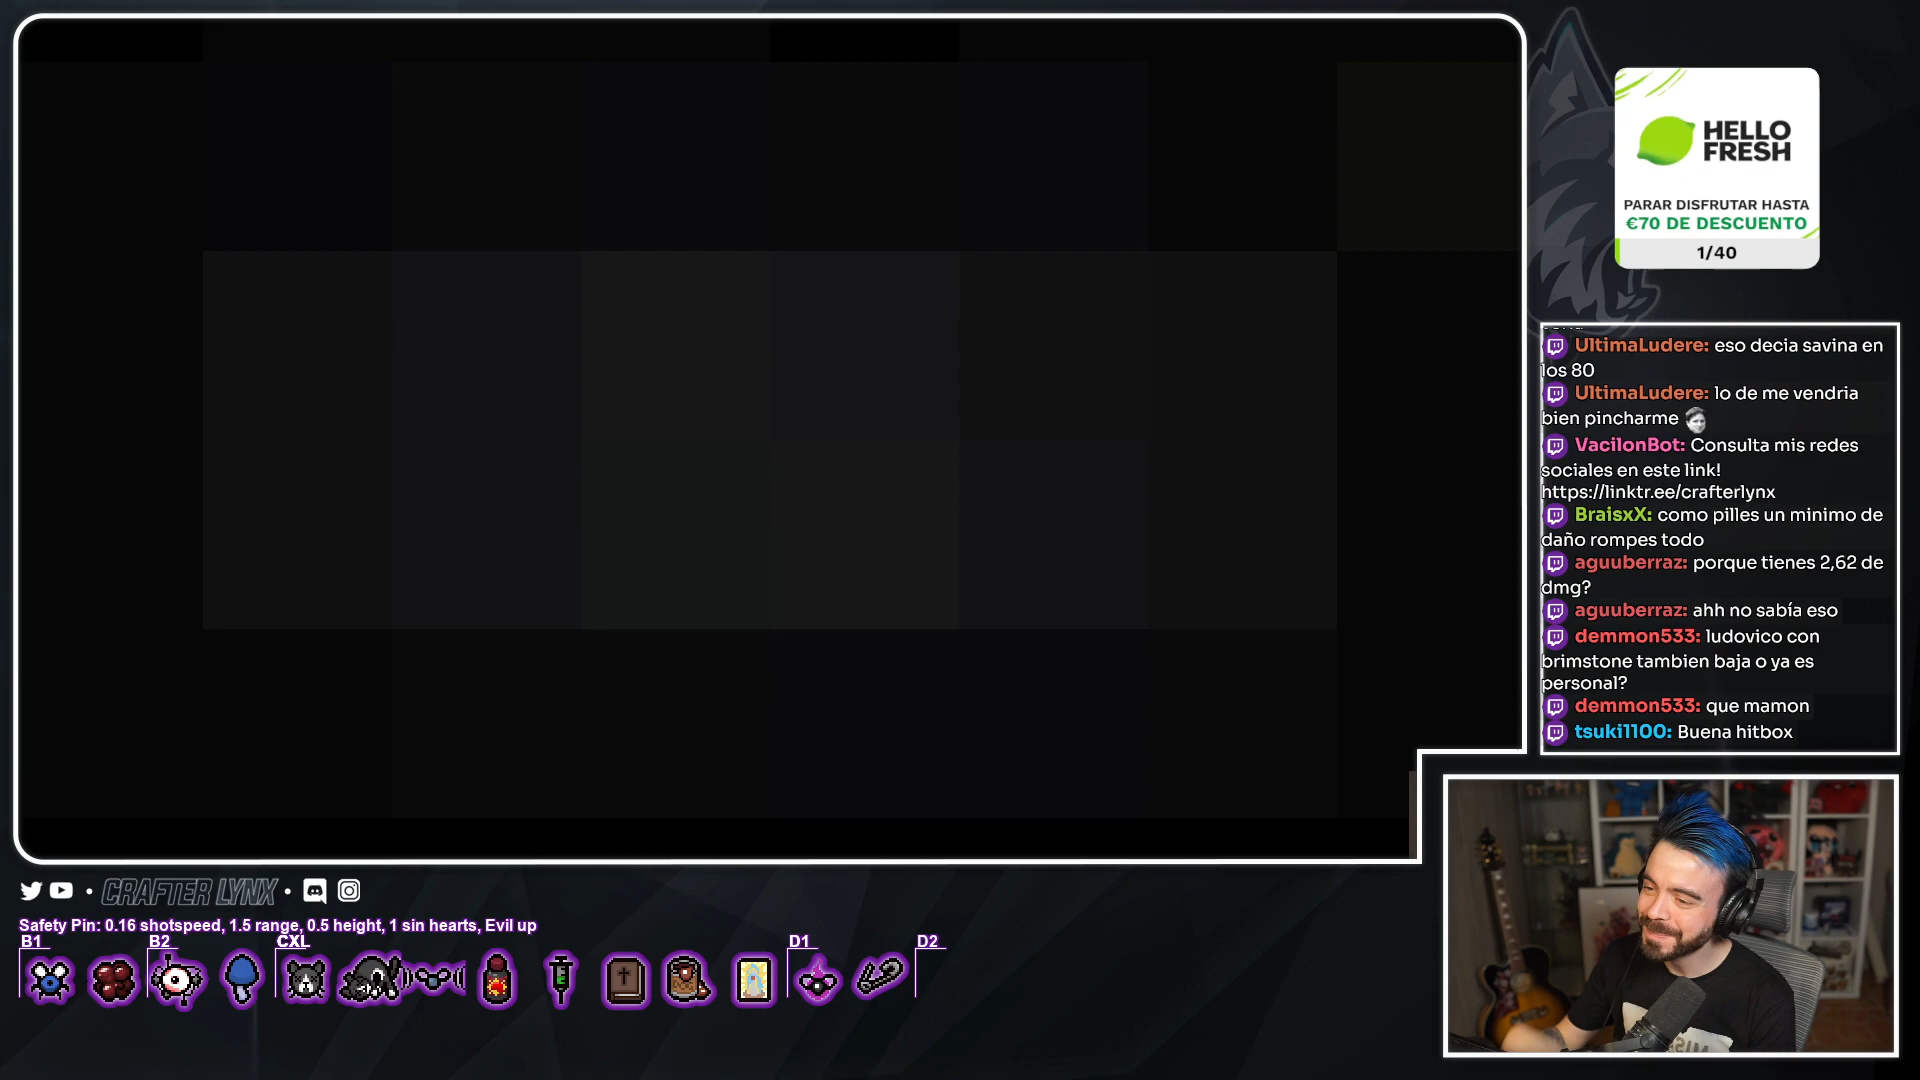 HELLO
FRESH
PARAR DISFRUTAR HASTA
€70 DE DESCUENTO
1/40
UltimaLudere: eso decia savina en
los 80
UltimaLudere: lo de me vendria
bien pincharme
VacilonBot: Consulta mis redes
sociales en este link!
https://linktr.ee/crafterlynx
BraisxX: como pilles un minimo de
daño rompes todo
aguuberraz: porque tienes 2,62 de
dmg?
aguuberraz: ahh no sabía eso
demmon533: ludovico con
brimstone tambien baja o ya es
personal?
demmon533: que mamon
tsuki1100: Buena hitbox
CRAFTER LYNX
Safety Pin: 0.16 shotspeed, 1.5 range, 0.5 height, 1 sin hearts, Evil up
B1 B2 CXL D1 D2